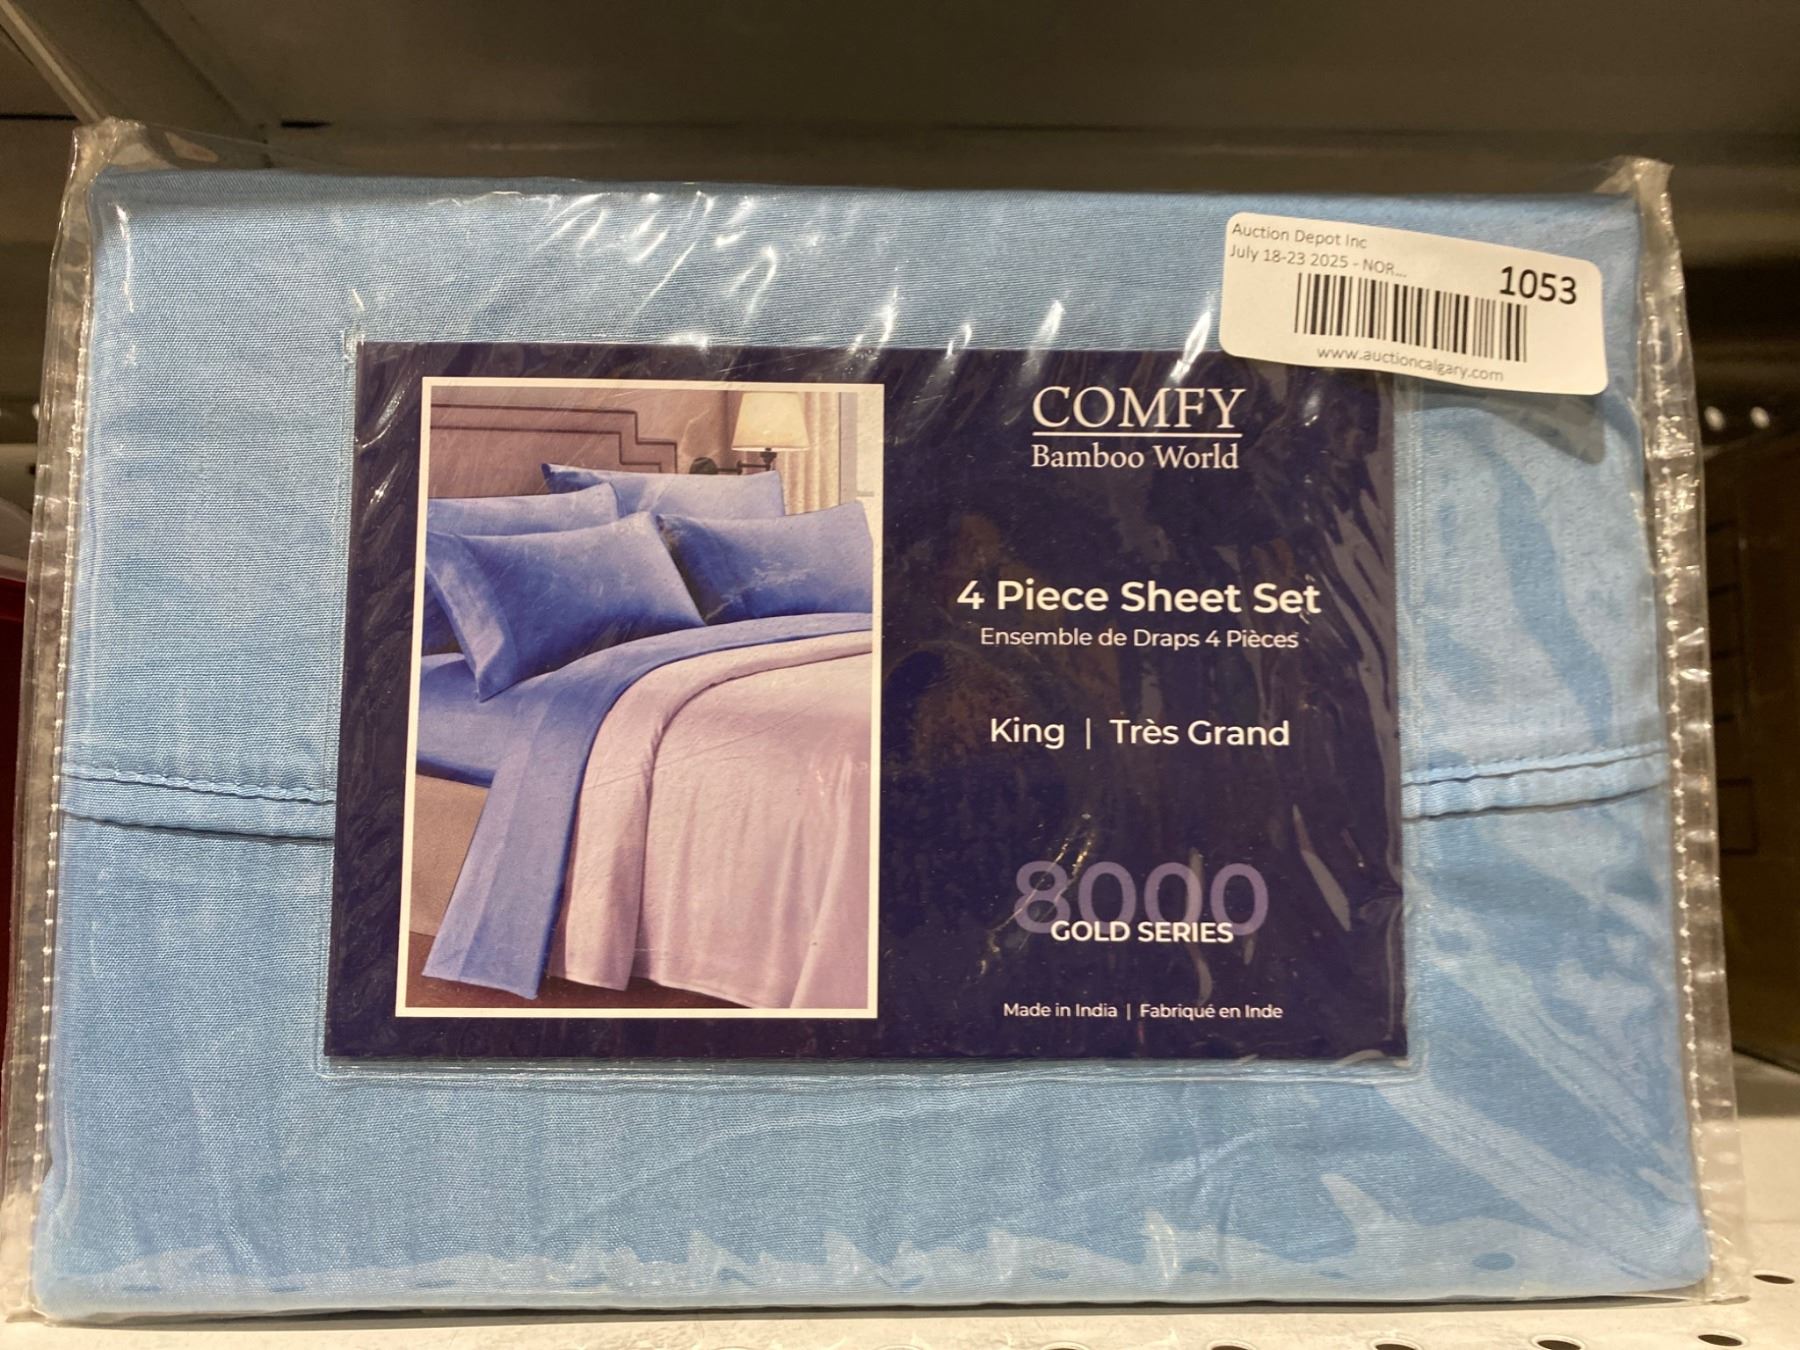 Auction Depot Inc
July 18-23 2025 - NOR...
1053
www.auctioncalgary.com
COMFY
Bamboo World
4 Piece Sheet Set
Ensemble de Draps 4 Pièces
King | Très Grand
8000
GOLD SERIES
Made in India | Fabriqué en Inde